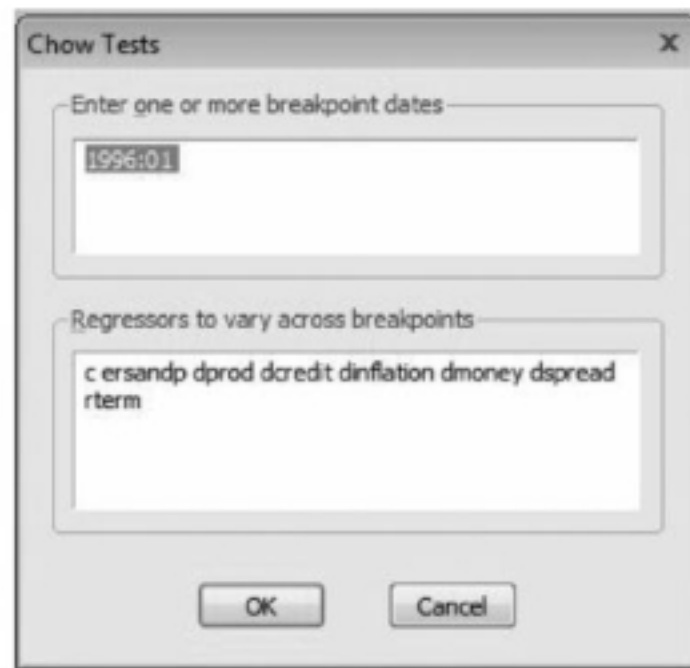 Chow Tests
x
Enter one or more breakpoint dates
1996:01
Regressors to vary across breakpoints
c ersandp dprod dcredit dinflation dmoney dspread
rterm
OK
Cancel